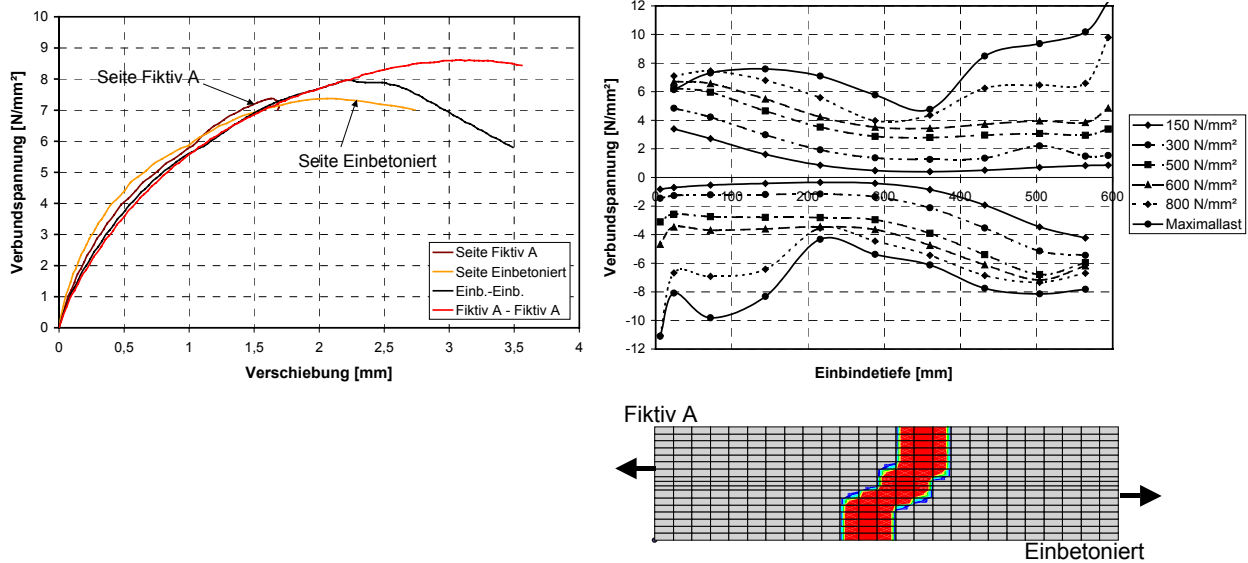 10
9
8
7
6
5
4
3
2
1
0
Verbundspannung [N/mm²]
Seite Fiktiv A
Seite Einbetoniert
Seite Fiktiv A
Seite Einbetoniert
Einb.-Einb.
Fiktiv A - Fiktiv A
0 0,5 1 1,5 2 2,5 3 3,5 4
Verschiebung [mm]
12
10
8
6
4
2
0
-2
-4
-6
-8
-10
-12
Verbundspannung [N/mm²]
0 100 200 300 400 500 600
Einbindetiefe [mm]
150 N/mm²
300 N/mm²
500 N/mm²
600 N/mm²
800 N/mm²
Maximallast
Fiktiv A
Einbetoniert